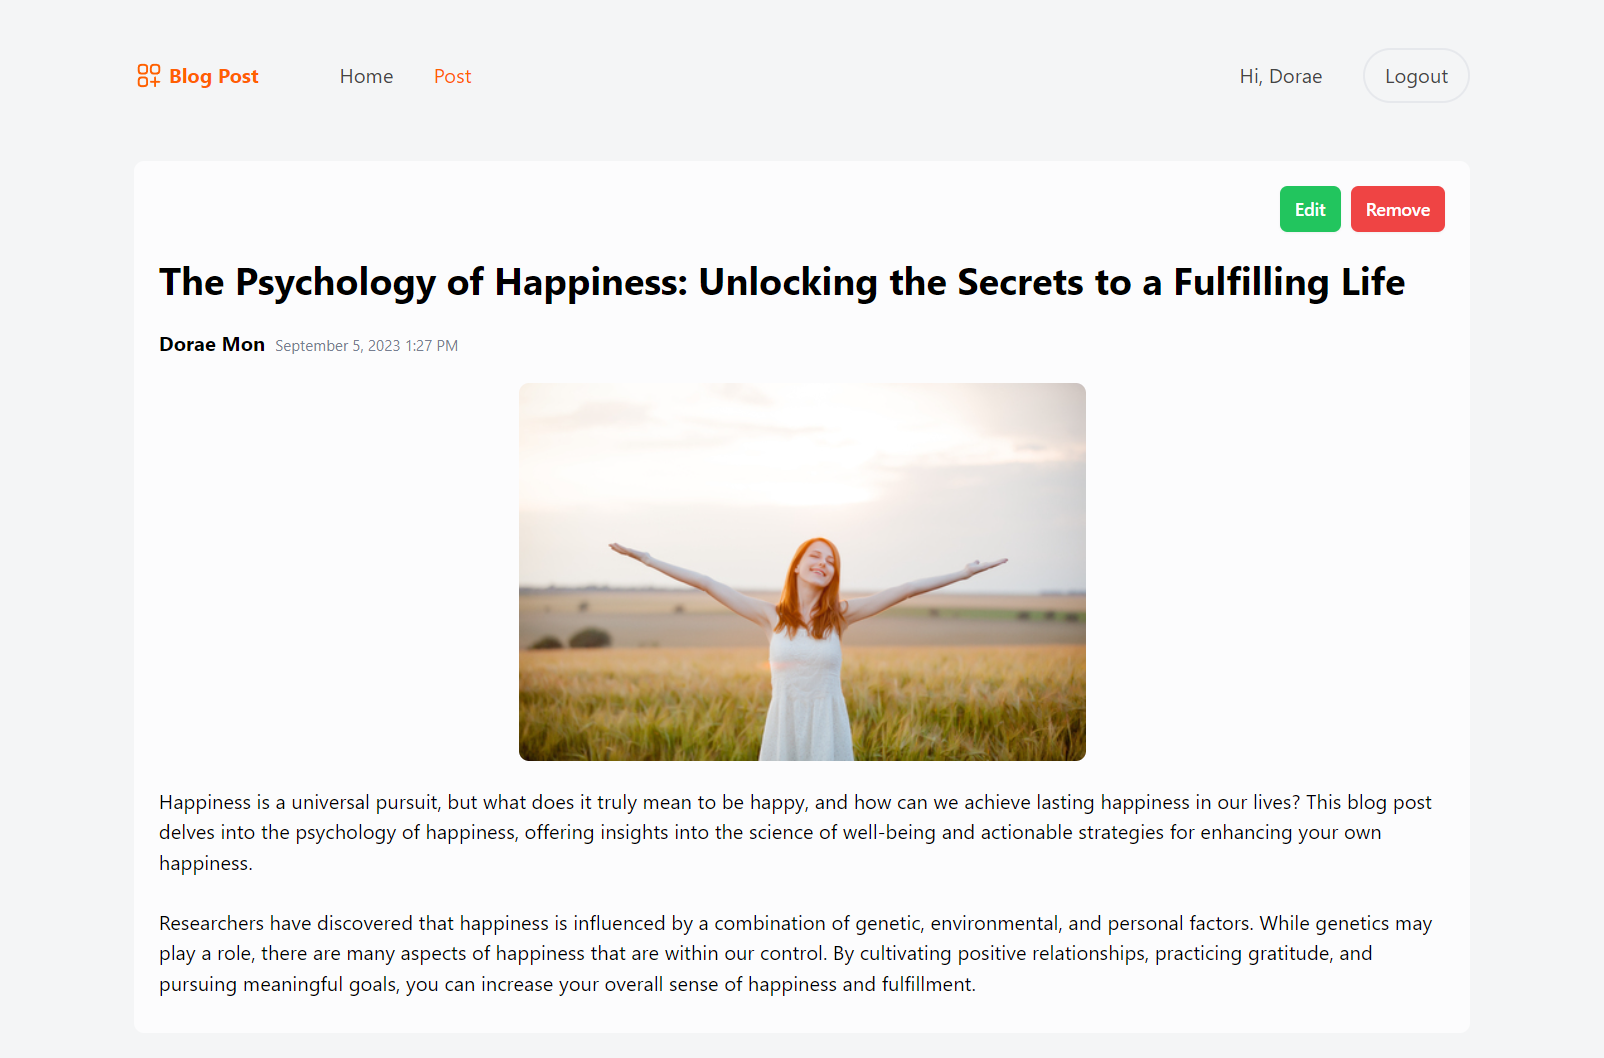 Blog Post
Home
Post
Hi, Dorae
Logout
Edit
Remove
The Psychology of Happiness: Unlocking the Secrets to a Fulfilling Life
Dorae Mon September 5, 2023 1:27 PM
Happiness is a universal pursuit, but what does it truly mean to be happy, and how can we achieve lasting happiness in our lives? This blog post
delves into the psychology of happiness, offering insights into the science of well-being and actionable strategies for enhancing your own
happiness.
Researchers have discovered that happiness is influenced by a combination of genetic, environmental, and personal factors. While genetics may
play a role, there are many aspects of happiness that are within our control. By cultivating positive relationships, practicing gratitude, and
pursuing meaningful goals, you can increase your overall sense of happiness and fulfillment.